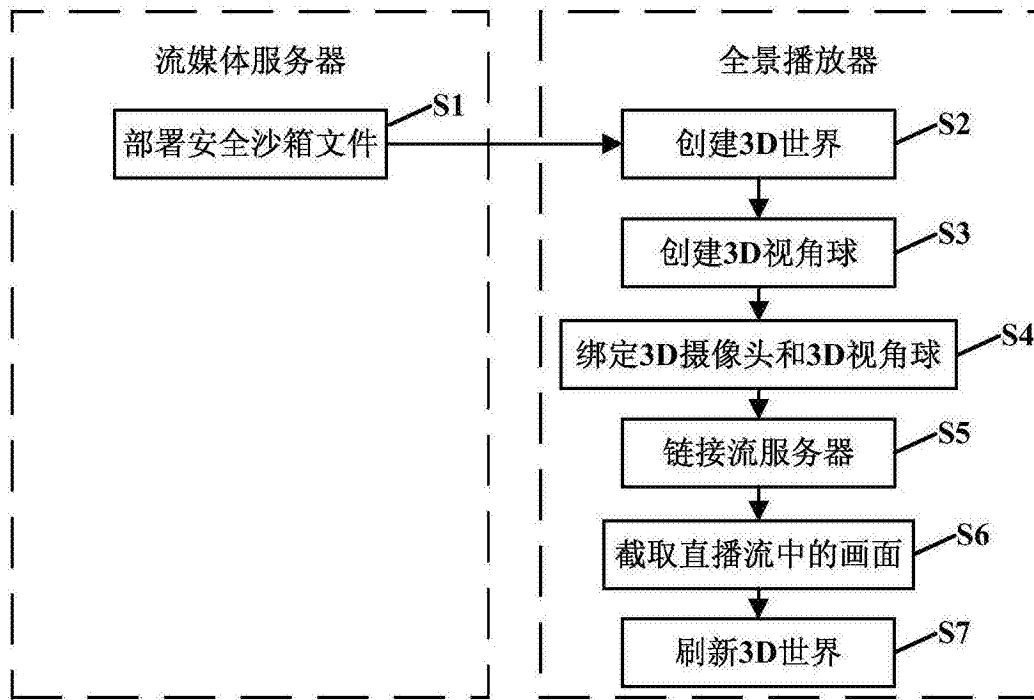 流媒体服务器
部署安全沙箱文件
S1
全景播放器
创建3D世界
S2
创建3D视角球
S3
绑定3D摄像头和3D视角球
S4
链接流服务器
S5
截取直播流中的画面
S6
刷新3D世界
S7